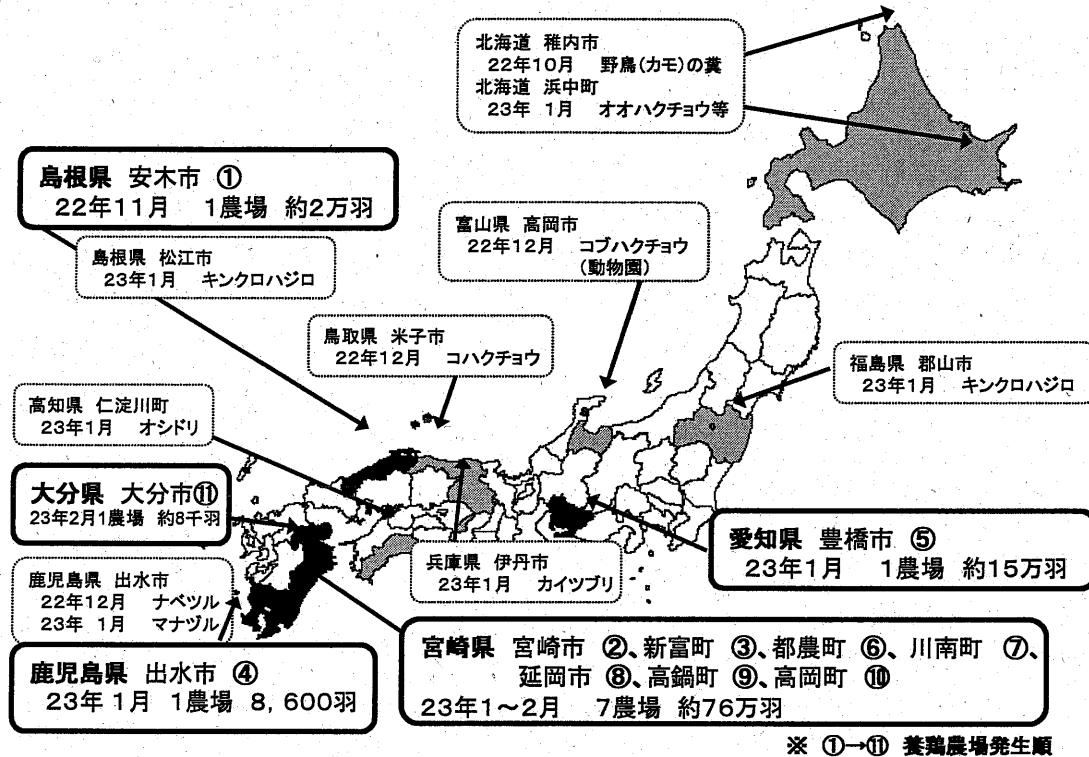 北海道 稚内市
22年10月 野鳥(カモ)の糞
北海道 浜中町
23年 1月 オオハクチョウ等
島根県 安木市 ①
22年11月 1農場 約2万羽
島根県 松江市
23年1月 キンクロハジロ
富山県 高岡市
22年12月 コブハクチョウ
(動物園)
鳥取県 米子市
22年12月 コハクチョウ
福島県 郡山市
23年1月 キンクロハジロ
高知県 仁淀川町
23年1月 オシドリ
大分県 大分市⑪
23年2月1農場 約8千羽
兵庫県 伊丹市
23年1月 カイツブリ
愛知県 豊橋市 ⑤
23年1月 1農場 約15万羽
鹿児島県 出水市
22年12月 ナベツル
23年 1月 マナヅル
鹿児島県 出水市 ④
23年 1月 1農場 8,600羽
宮崎県 宮崎市 ②、新富町 ③、都農町 ⑥、川南町 ⑦、
延岡市 ⑧、高鍋町 ⑨、高岡町 ⑩
23年1~2月 7農場 約76万羽
※ ①→⑪ 養鶏農場発生順